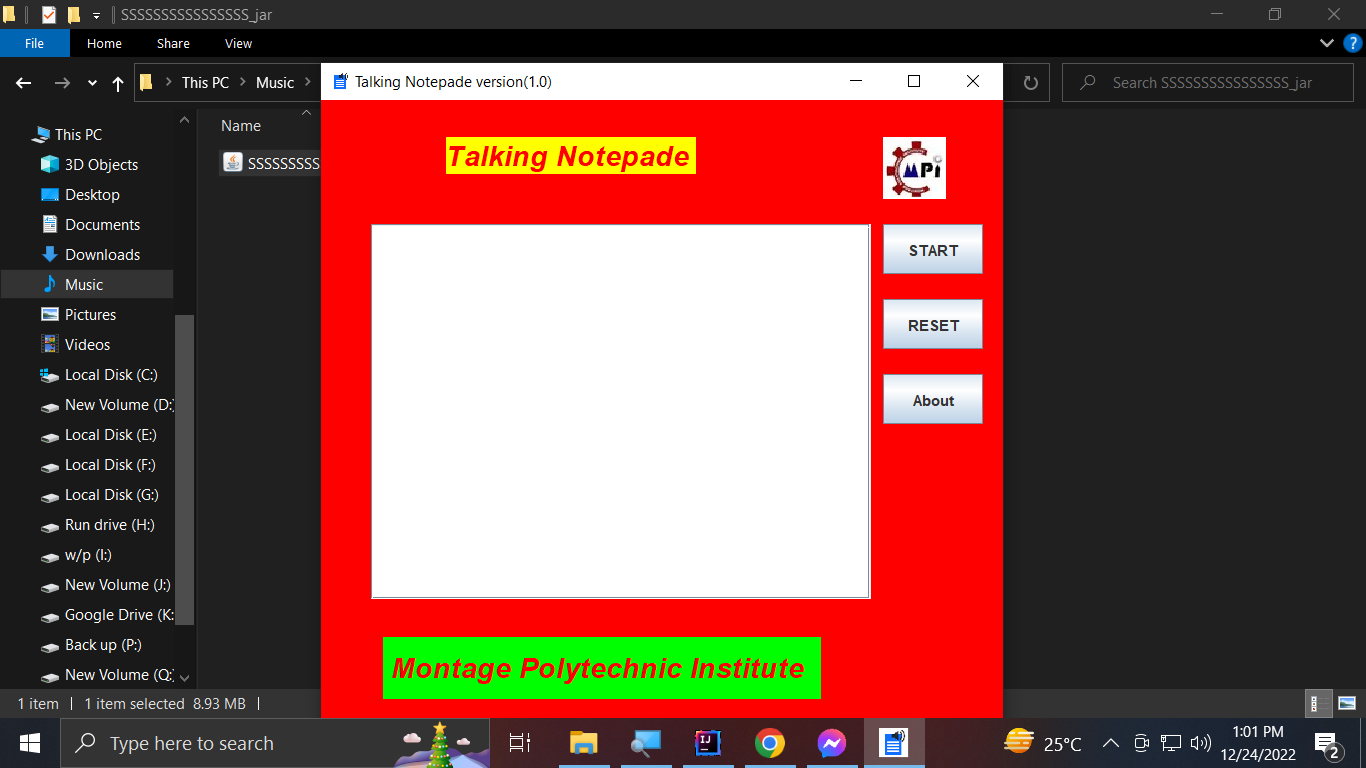 SSSSSSSSSSSSSSSS_jar
File Home Share View
This PC Music
Search SSSSSSSSSSSSSSSS_jar
Talking Notepade version(1.0)
Name
SSSSSSSSS
This PC
3D Objects
Desktop
Documents
Downloads
Music
Pictures
Videos
Local Disk (C:)
New Volume (D:
Local Disk (E:)
Local Disk (F:)
Local Disk (G:)
Run drive (H:)
w/p (I:)
New Volume (J:)
Google Drive (K:
Back up (P:)
New Volume (Q:
Talking Notepade
MPi
START
RESET
About
Montage Polytechnic Institute
1 item 1 item selected 8.93 MB
Type here to search
IJ
25°C
1:01 PM
12/24/2022
2